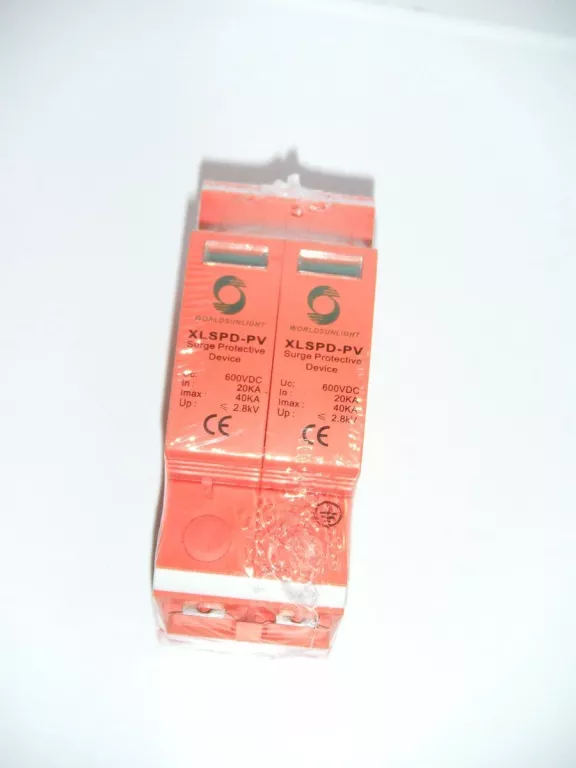 WORLDSUNLIGHT
XLSPD-PV
Surge Protective
Device
Uc: 600VDC
In : 20KA
Imax : 40KA
Up : ≤ 2.8kV
CE
WORLDSUNLIGHT
XLSPD-PV
Surge Protective
Device
Uc: 600VDC
In : 20KA
Imax : 40KA
Up : ≤ 2.8kV
CE